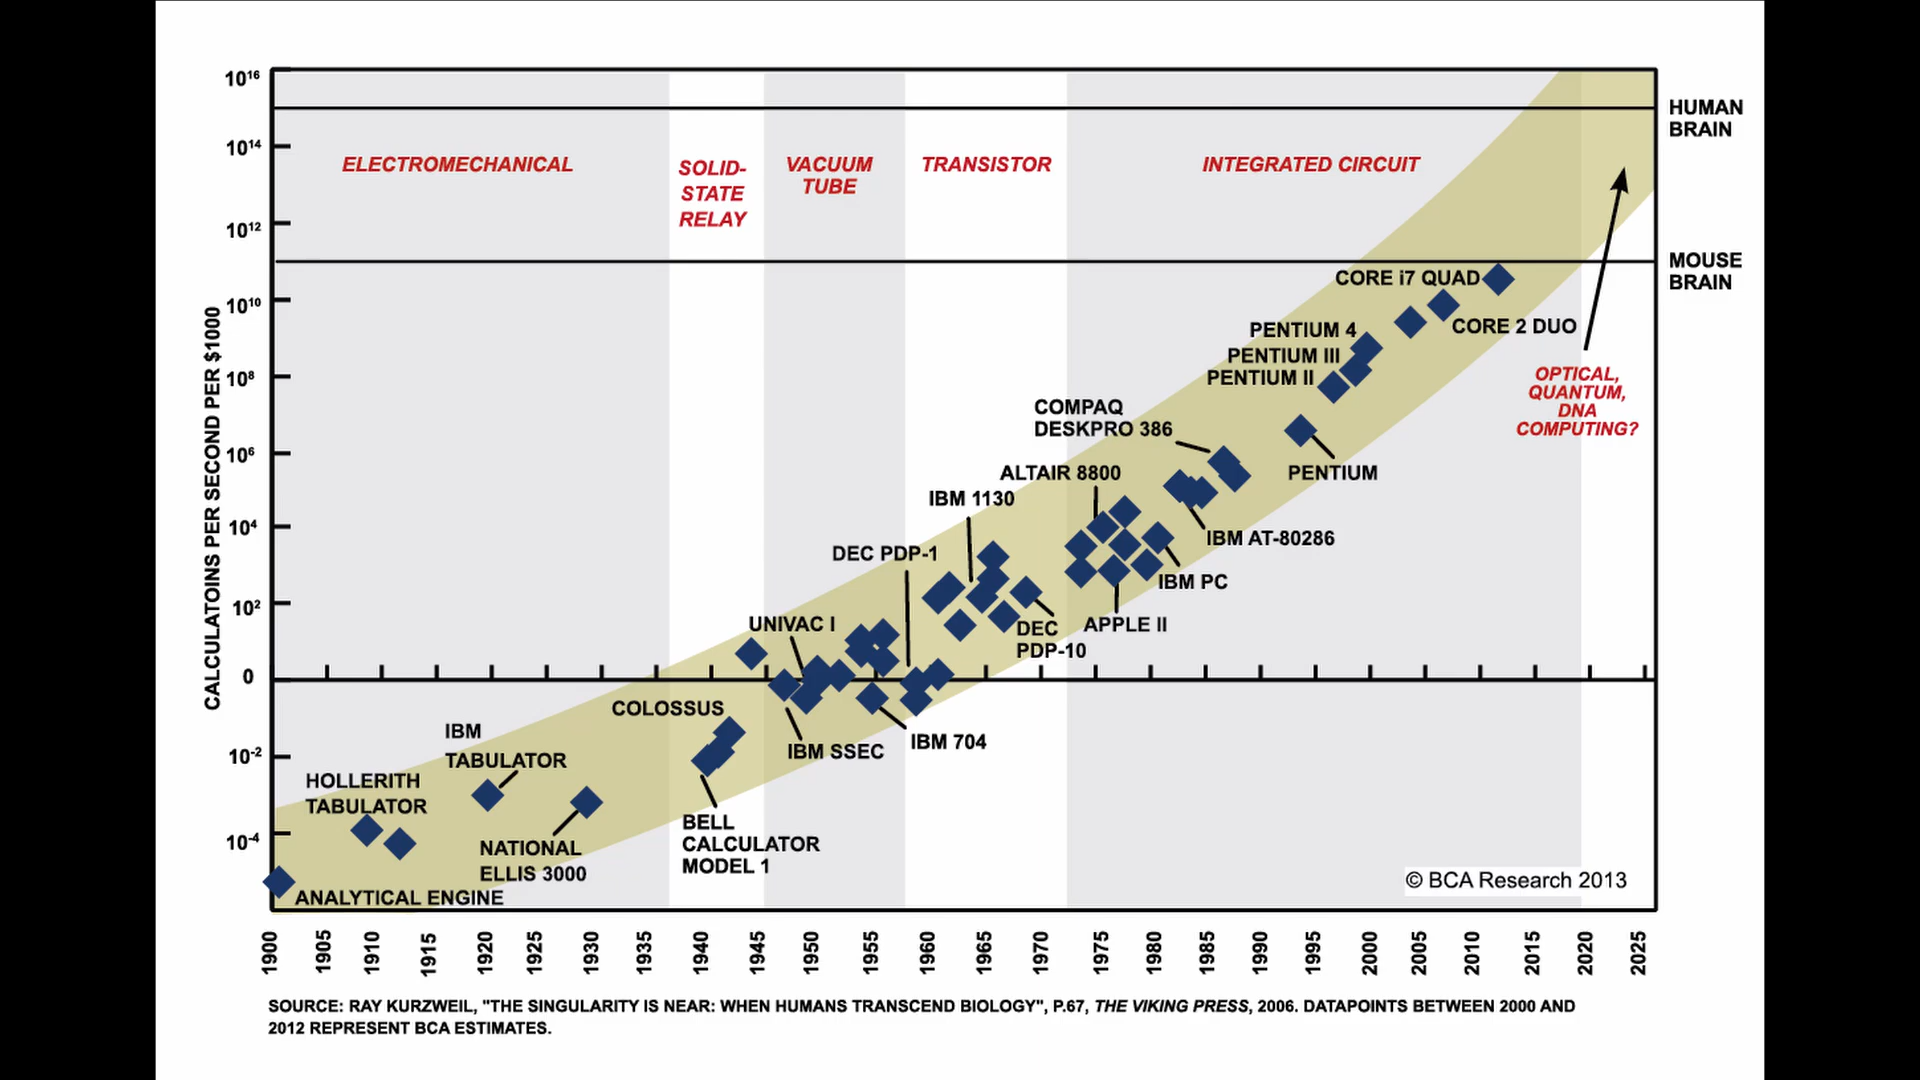 10¹⁶
HUMAN
BRAIN
10¹⁴
ELECTROMECHANICAL
SOLID-
STATE
RELAY
VACUUM
TUBE
TRANSISTOR
INTEGRATED CIRCUIT
10¹²
MOUSE
BRAIN
CORE i7 QUAD
10¹⁰
CORE 2 DUO
PENTIUM 4
PENTIUM III
PENTIUM II
10⁸
OPTICAL,
QUANTUM,
DNA
COMPUTING?
COMPAQ
DESKPRO 386
10⁶
ALTAIR 8800
PENTIUM
IBM 1130
10⁴
IBM AT-80286
DEC PDP-1
IBM PC
10²
UNIVAC I
DEC
PDP-10
APPLE II
0
COLOSSUS
IBM
TABULATOR
IBM SSEC
IBM 704
10⁻²
HOLLERITH
TABULATOR
BELL
CALCULATOR
MODEL 1
10⁻⁴
NATIONAL
ELLIS 3000
ANALYTICAL ENGINE
© BCA Research 2013
CALCULATOINS PER SECOND PER $1000
1900 1905 1910 1915 1920 1925 1930 1935 1940 1945 1950 1955 1960 1965 1970 1975 1980 1985 1990 1995 2000 2005 2010 2015 2020 2025
SOURCE: RAY KURZWEIL, "THE SINGULARITY IS NEAR: WHEN HUMANS TRANSCEND BIOLOGY", P.67, THE VIKING PRESS, 2006. DATAPOINTS BETWEEN 2000 AND
2012 REPRESENT BCA ESTIMATES.